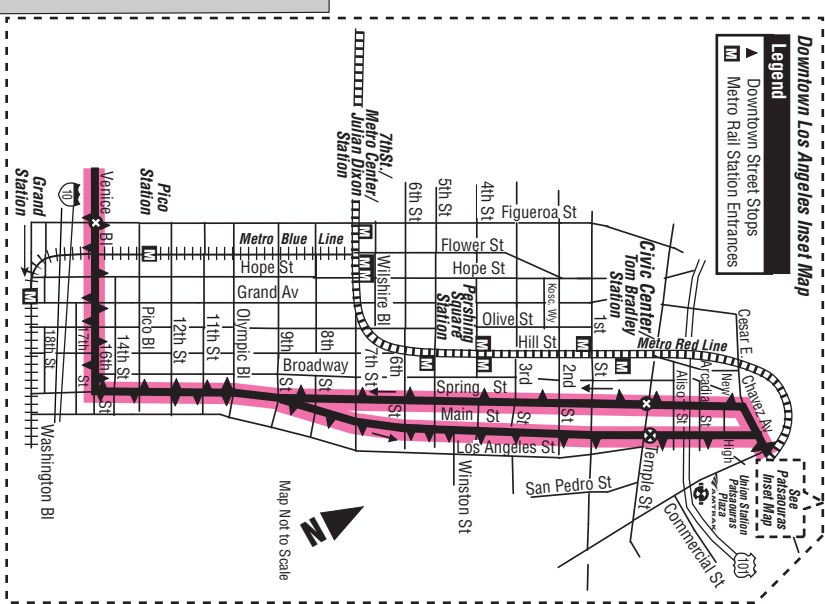 Downtown Los Angeles Inset Map
Legend
Downtown Street Stops
M Metro Rail Station Entrances
7th St./
Metro Center/
Julian Dixon
Station
Pico
Station
Grand
Station
10
Venice Bl
Figueroa St
Metro Blue Line
Flower St
Hope St
Hope St
Grand Av
Olive St
Kosc. Wy
Hill St
Metro Red Line
Broadway
Spring St
Main St
Los Angeles St
San Pedro St
Winston St
Pershing
Square
Station
Civic Center/
Tom Bradley
Station
6th St
5th St
4th St
Wilshire Bl
1st St
2nd St
3rd St
6th St
7th St
8th
9th St
Olympic Bl
11th St
12th St
Pico Bl
14th St
16th St
17th St
18th St
Washington Bl
Cesar E. Chavez Av
Arcadia St
Aliso St
New High
Temple St
Commercial St
101
AMTRAK
Union Station
Patsaouras
Plaza
See
Patsaouras
Inset Map
N
Map Not to Scale
M
M
M
M
M
M
M
M
M
M